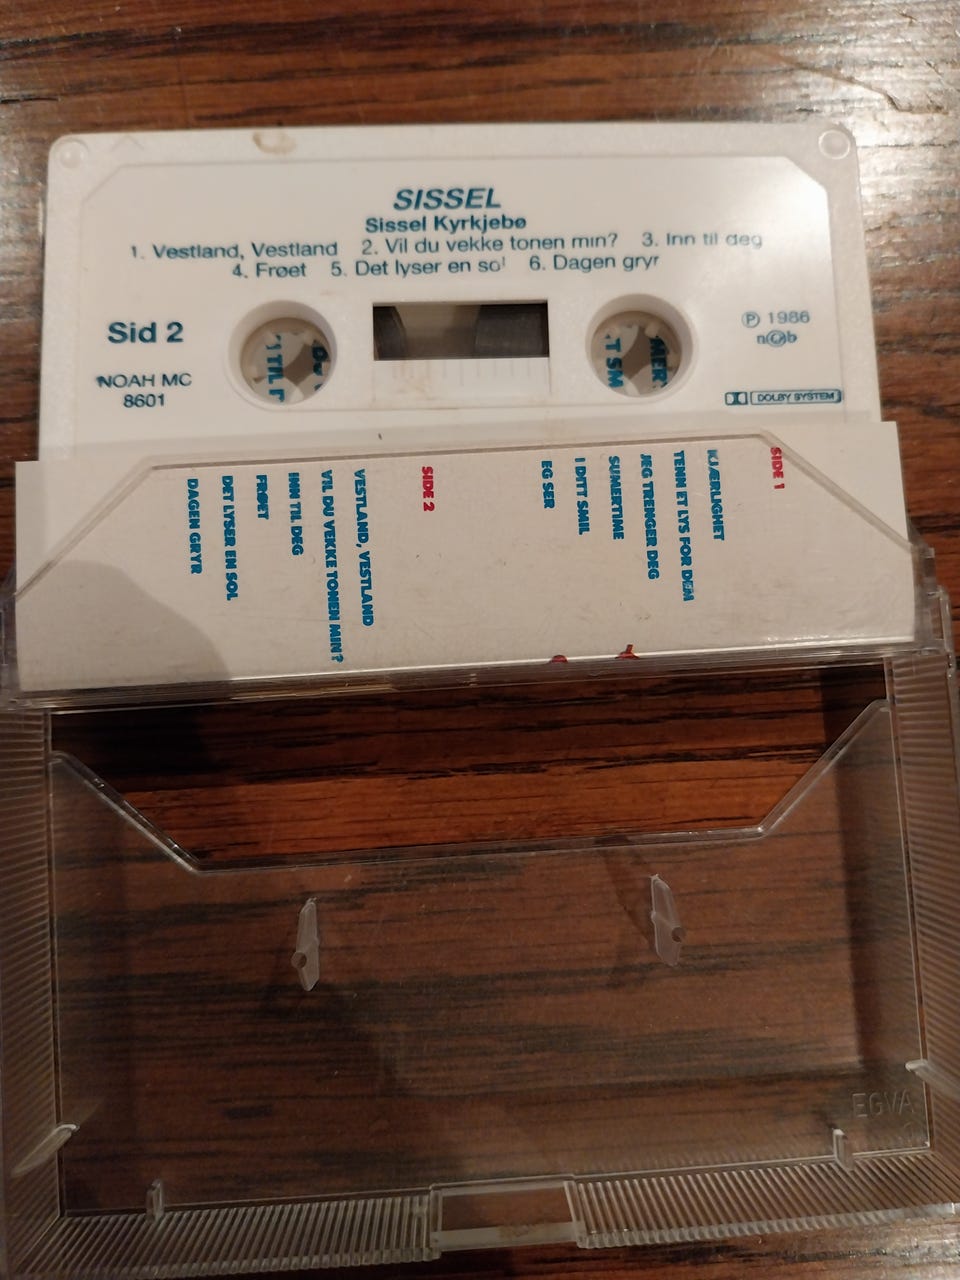 SISSEL
Sissel Kyrkjebø
1. Vestland, Vestland 2. Vil du vekke tonen min? 3. Inn til deg
4. Frøet 5. Det lyser en sol 6. Dagen gryr
Sid 2
NOAH MC
8601
Ⓟ 1986
n©b
DOLBY SYSTEM
SIDE 1
KJÆRLIGHET
TENN ET LYS FOR DEM
JEG TRENGER DEG
SUMMERTIME
I DITT SMIL
EG SER
SIDE 2
VESTLAND, VESTLAND
VIL DU VEKKE TONEN MIN?
INN TIL DEG
FRØET
DET LYSER EN SOL
DAGEN GRYR
EGVA